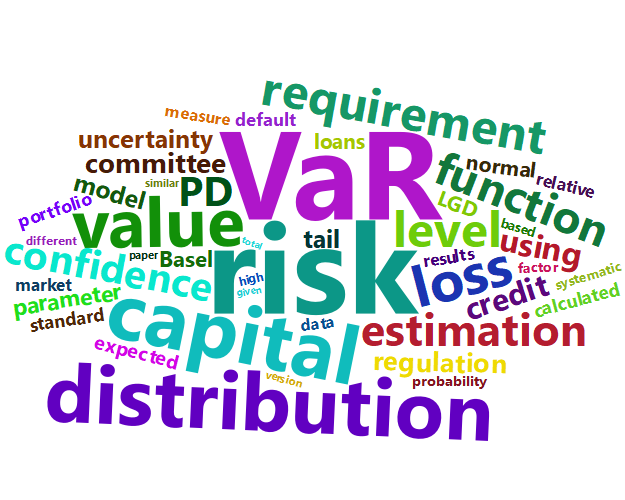 requirement
measure
default
uncertainty
VaR
loans
committee
function
normal
relative
model
similar
PD
portfolio
value
LGD
level
based
different
total
tail
using
confidence
paper
Basel
risk
results
factor
systematic
market
high
given
loss
credit
calculated
parameter
standard
capital
data
estimation
expected
regulation
version
probability
distribution